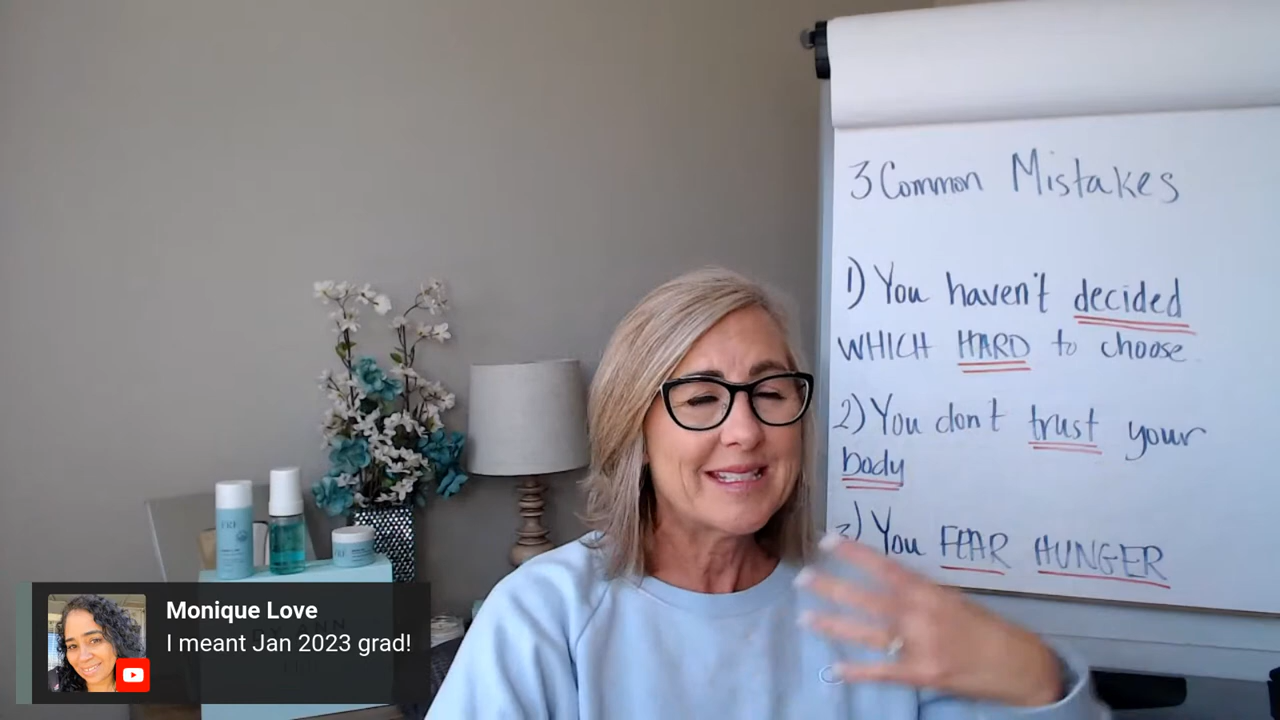 3 Common Mistakes
1) You haven't decided
WHICH HARD to choose
2) You don't trust your
body
3) You FEAR HUNGER
Monique Love
I meant Jan 2023 grad!